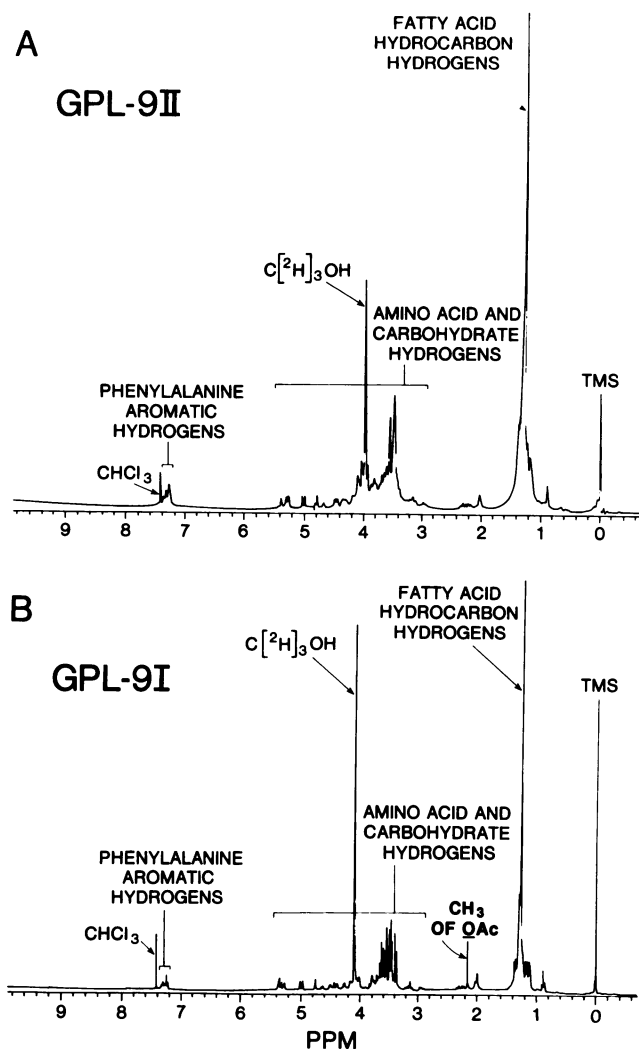 A
GPL-9II
FATTY ACID
HYDROCARBON
HYDROGENS
C[²H]₃OH
AMINO ACID AND
CARBOHYDRATE
HYDROGENS
TMS
PHENYLALANINE
AROMATIC
HYDROGENS
CHCl₃
9 8 7 6 5 4 3 2 1 0
B
GPL-9I
FATTY ACID
HYDROCARBON
HYDROGENS
C[²H]₃OH
TMS
AMINO ACID AND
CARBOHYDRATE
HYDROGENS
PHENYLALANINE
AROMATIC
HYDROGENS
CH₃
OF OAc
CHCl₃
9 8 7 6 5 4 3 2 1 0
PPM